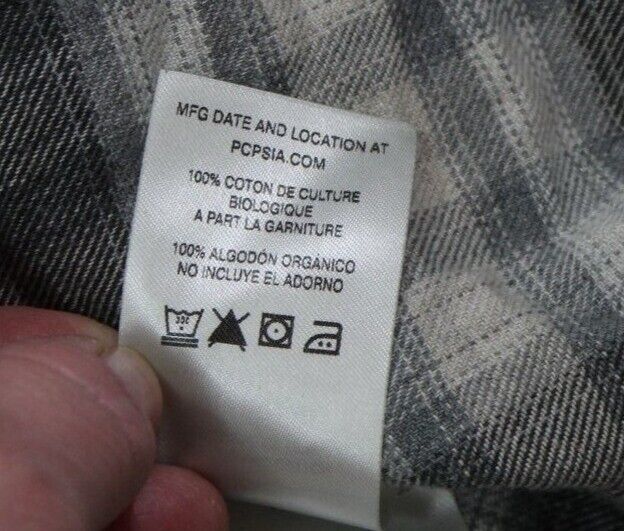 MFG DATE AND LOCATION AT
PCPSIA.COM
100% COTON DE CULTURE
BIOLOGIQUE
A PART LA GARNITURE
100% ALGODÓN ORGÁNICO
NO INCLUYE EL ADORNO